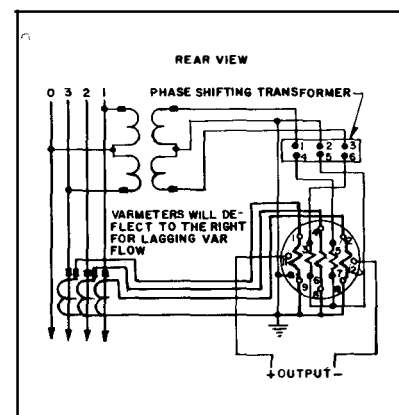 REAR VIEW
0 3 2 1
PHASE SHIFTING TRANSFORMER
1 2 3
4 5 6
VARMETERS WILL DE-
FLECT TO THE RIGHT
FOR LAGGING VAR
FLOW
+OUTPUT-